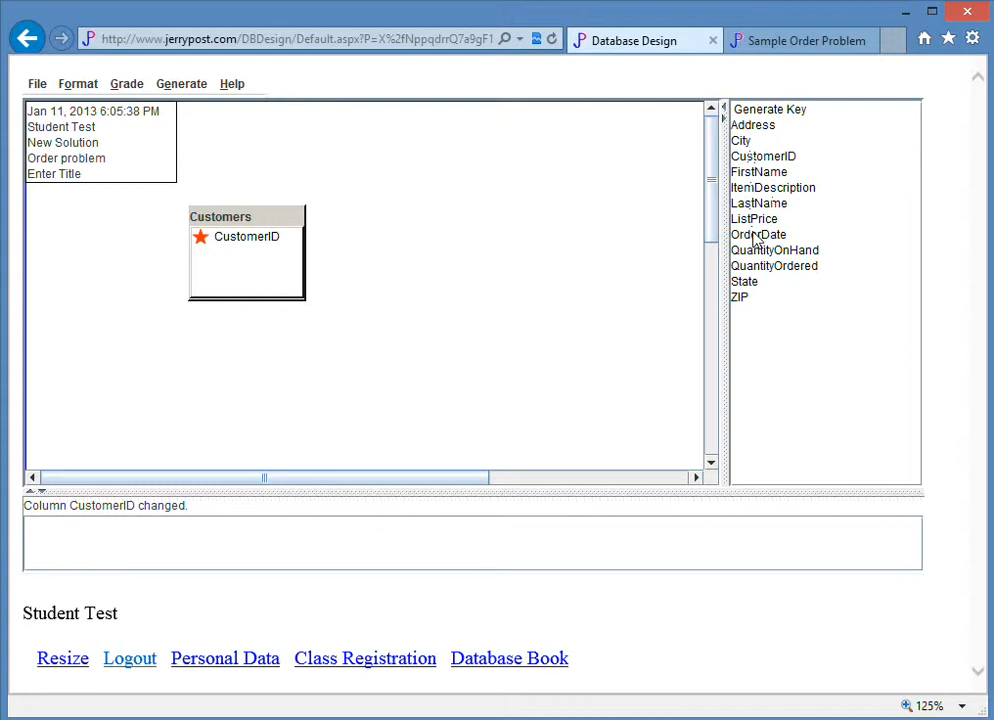 http://www.jerrypost.com/DBDesign/Default.aspx?P=X%2fNppqdrrQ7a9gF1
Database Design
Sample Order Problem
File Format Grade Generate Help
Jan 11, 2013 6:05:38 PM
Student Test
New Solution
Order problem
Enter Title
Customers
CustomerID
Generate Key
Address
City
CustomerID
FirstName
ItemDescription
LastName
ListPrice
OrderDate
QuantityOnHand
QuantityOrdered
State
ZIP
Column CustomerID changed.
Student Test
Resize Logout Personal Data Class Registration Database Book
125%